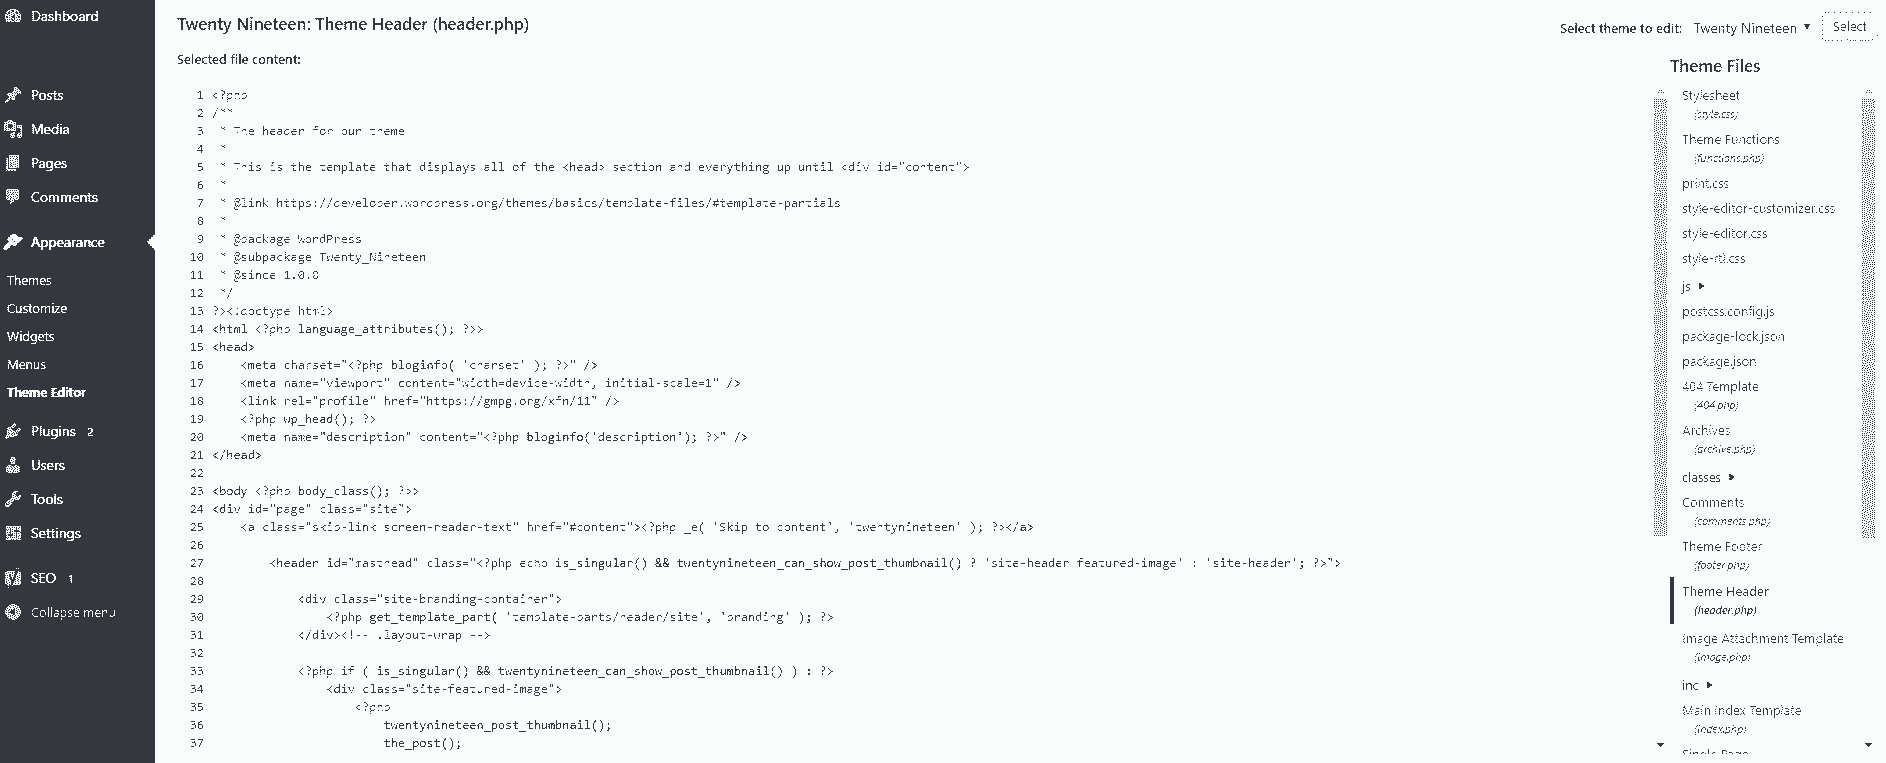 Dashboard
Posts
Media
Pages
Comments
Appearance
Themes
Customize
Widgets
Menus
Theme Editor
Plugins 2
Users
Tools
Settings
SEO 1
Collapse menu
Twenty Nineteen: Theme Header (header.php)
Select theme to edit: Twenty Nineteen Select
Selected file content:
1 <?php
2 /**
3 * The header for our theme
4 *
5 * This is the template that displays all of the <head> section and everything up until <div id="content">
6 *
7 * @link https://developer.wordpress.org/themes/basics/template-files/#template-partials
8 *
9 * @package WordPress
10 * @subpackage Twenty_Nineteen
11 * @since 1.0.0
12 */
13 ?><!doctype html>
14 <html <?php language_attributes(); ?>>
15 <head>
16 <meta charset="<?php bloginfo( 'charset' ); ?>" />
17 <meta name="viewport" content="width=device-width, initial-scale=1" />
18 <link rel="profile" href="https://gmpg.org/xfn/11" />
19 <?php wp_head(); ?>
20 <meta name="description" content="<?php bloginfo('description'); ?>" />
21 </head>
22
23 <body <?php body_class(); ?>>
24 <div id="page" class="site">
25 <a class="skip-link screen-reader-text" href="#content"><?php _e( 'Skip to content', 'twentynineteen' ); ?></a>
26
27 <header id="masthead" class="<?php echo is_singular() && twentynineteen_can_show_post_thumbnail() ? 'site-header featured-image' : 'site-header'; ?>">
28
29 <div class="site-branding-container">
30 <?php get_template_part( 'template-parts/header/site', 'branding' ); ?>
31 </div><!-- .layout-wrap -->
32
33 <?php if ( is_singular() && twentynineteen_can_show_post_thumbnail() ) : ?>
34 <div class="site-featured-image">
35 <?php
36 twentynineteen_post_thumbnail();
37 the_post();
Theme Files
Stylesheet
(style.css)
Theme Functions
(functions.php)
print.css
style-editor-customizer.css
style-editor.css
style-rtl.css
js
postcss.config.js
package-lock.json
package.json
404 Template
(404.php)
Archives
(archive.php)
classes
Comments
(comments.php)
Theme Footer
(footer.php)
Theme Header
(header.php)
Image Attachment Template
(image.php)
inc
Main Index Template
(index.php)
Single Page